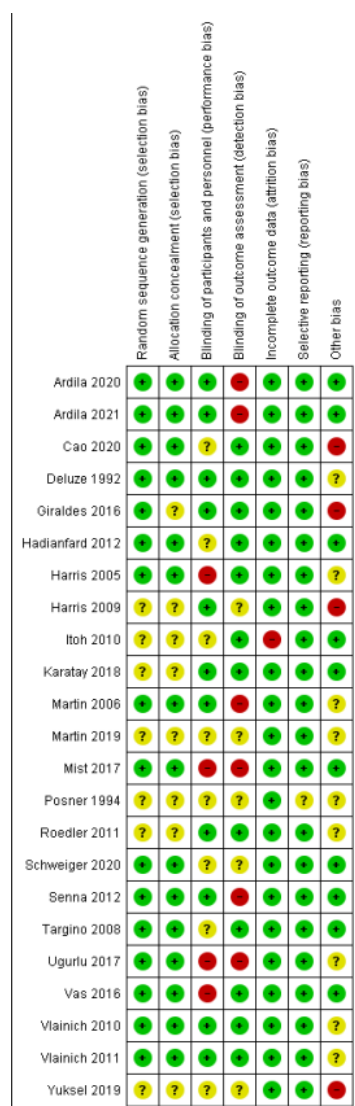 Random sequence generation (selection bias)
Allocation concealment (selection bias)
Blinding of participants and personnel (performance bias)
Blinding of outcome assessment (detection bias)
Incomplete outcome data (attrition bias)
Selective reporting (reporting bias)
Other bias
Ardila 2020 + + + - + + +
Ardila 2021 + + + - + + +
Cao 2020 + + ? + + + -
Deluze 1992 + + + + + + ?
Giraldes 2016 + ? + + + + -
Hadianfard 2012 + + ? + + + +
Harris 2005 + + - + + + ?
Harris 2009 ? ? + ? + + -
Itoh 2010 ? ? ? + - + +
Karatay 2018 ? ? + + + + +
Martin 2006 + + + - + + ?
Martin 2019 ? ? ? ? + + ?
Mist 2017 + + - - + + +
Posner 1994 ? ? ? ? + ? ?
Roedler 2011 ? ? + + + + ?
Schweiger 2020 + + ? ? + + +
Senna 2012 + + + - + + +
Targino 2008 + + ? + + + +
Ugurlu 2017 + + - - + + ?
Vas 2016 + + - + + + +
Vlainich 2010 + + + + + + ?
Vlainich 2011 + + + + + + ?
Yuksel 2019 ? ? ? ? + + -